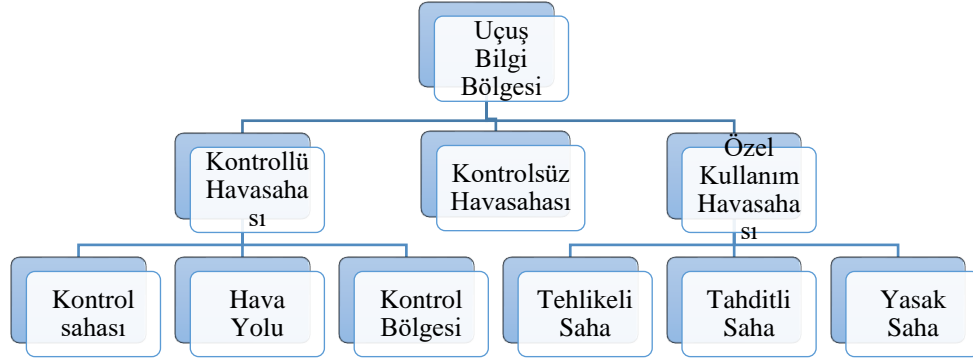 Uçuş
Bilgi
Bölgesi
Kontrollü
Havasaha
sı
Kontrolsüz
Havasahası
Özel
Kullanım
Havasaha
sı
Kontrol
sahası
Hava
Yolu
Kontrol
Bölgesi
Tehlikeli
Saha
Tahditli
Saha
Yasak
Saha